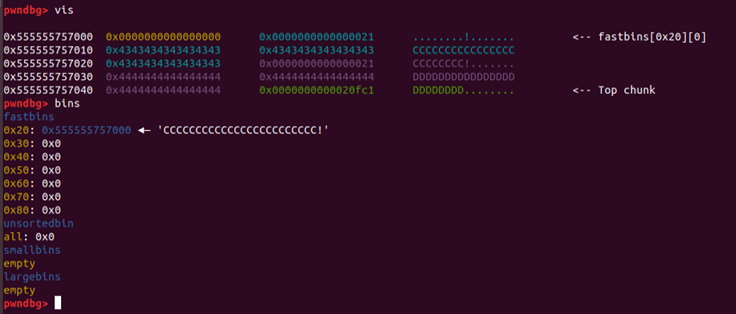 pwndbg> vis
0x555555757000 0x0000000000000000 0x0000000000000021 ........!....... <-- fastbins[0x20][0]
0x555555757010 0x4343434343434343 0x4343434343434343 CCCCCCCCCCCCCCCC
0x555555757020 0x4343434343434343 0x0000000000000021 CCCCCCCC!.......
0x555555757030 0x4444444444444444 0x4444444444444444 DDDDDDDDDDDDDDDD
0x555555757040 0x4444444444444444 0x0000000000020fc1 DDDDDDDD........ <-- Top chunk
pwndbg> bins
fastbins
0x20: 0x555555757000 ◂— 'CCCCCCCCCCCCCCCCCCCCCCCC!'
0x30: 0x0
0x40: 0x0
0x50: 0x0
0x60: 0x0
0x70: 0x0
0x80: 0x0
unsortedbin
all: 0x0
smallbins
empty
largebins
empty
pwndbg>